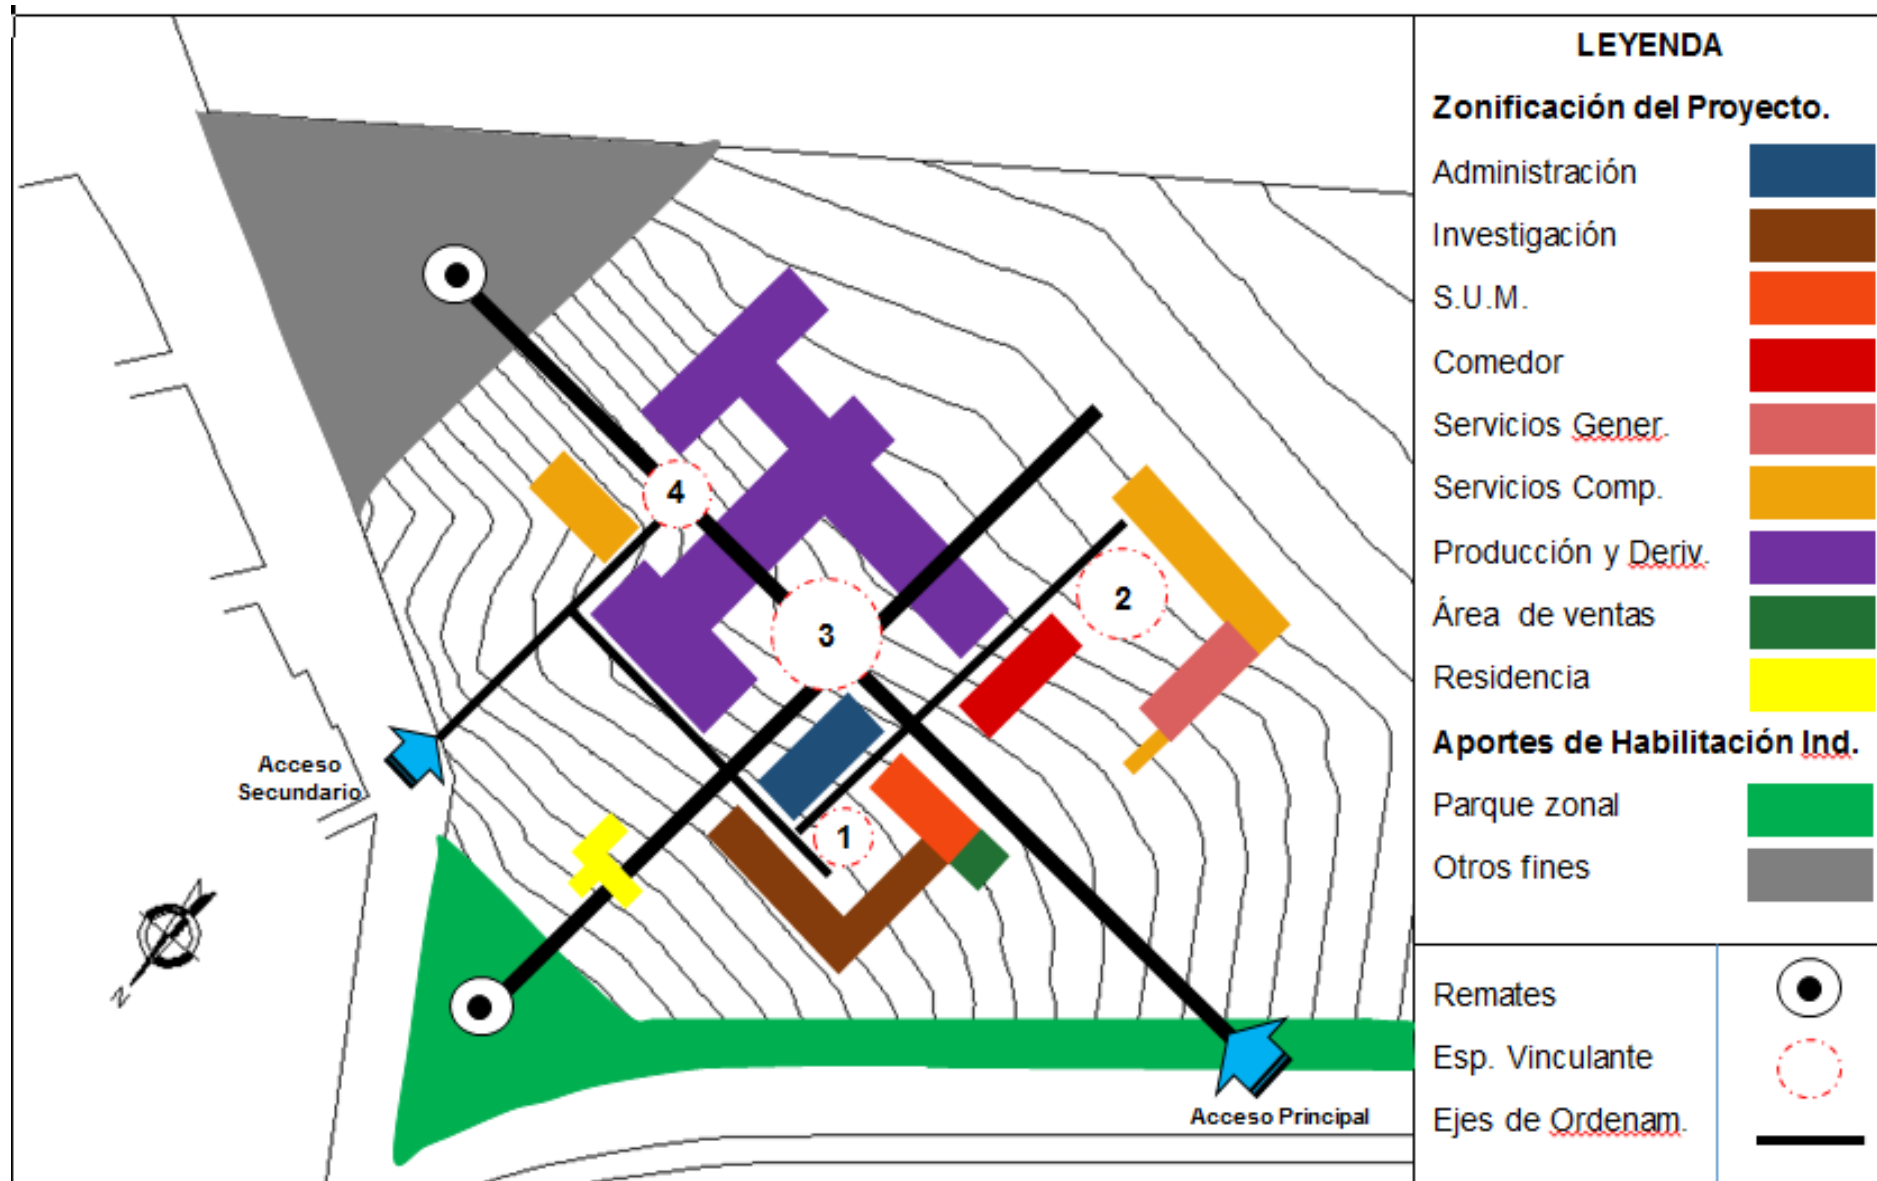 LEYENDA
Zonificación del Proyecto.
Administración
Investigación
S.U.M.
Comedor
Servicios Gener.
Servicios Comp.
Producción y Deriv.
Área de ventas
Residencia
Aportes de Habilitación Ind.
Parque zonal
Otros fines
Remates
Esp. Vinculante
Ejes de Ordenam.
4
3
2
1
Acceso
Secundario
N
Acceso Principal